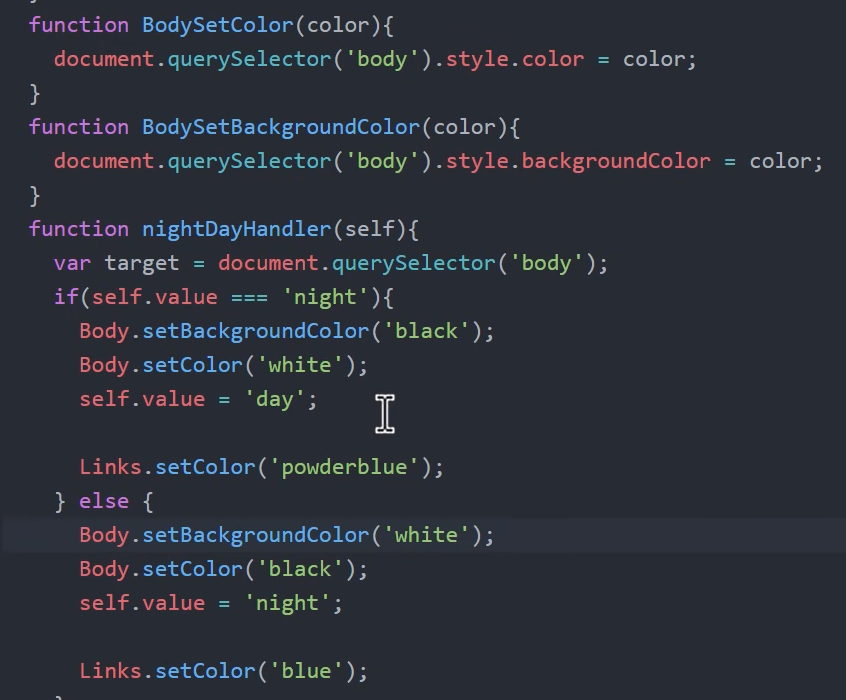 }
function BodySetColor(color){
  document.querySelector('body').style.color = color;
}
function BodySetBackgroundColor(color){
  document.querySelector('body').style.backgroundColor = color;
}
function nightDayHandler(self){
  var target = document.querySelector('body');
  if(self.value === 'night'){
    Body.setBackgroundColor('black');
    Body.setColor('white');
    self.value = 'day';

    Links.setColor('powderblue');
  } else {
    Body.setBackgroundColor('white');
    Body.setColor('black');
    self.value = 'night';

    Links.setColor('blue');
  }